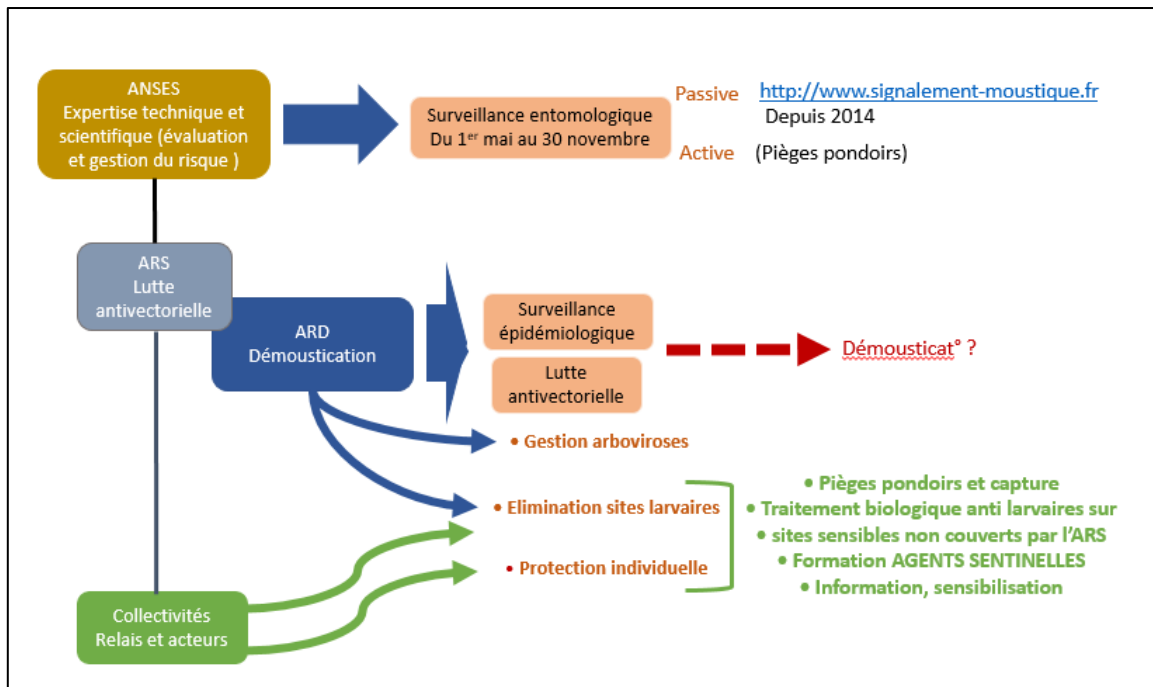 ANSES
Expertise technique et
scientifique (évaluation
et gestion du risque )
Surveillance entomologique
Du 1er mai au 30 novembre
Passive
http://www.signalement-moustique.fr
Depuis 2014
Active
(Pièges pondoirs)
ARS
Lutte
antivectorielle
ARD
Démoustication
Surveillance
épidémiologique
Lutte
antivectorielle
Démousticat° ?
• Gestion arboviroses
• Elimination sites larvaires
• Protection individuelle
• Pièges pondoirs et capture
• Traitement biologique anti larvaires sur
• sites sensibles non couverts par l'ARS
• Formation AGENTS SENTINELLES
• Information, sensibilisation
Collectivités
Relais et acteurs